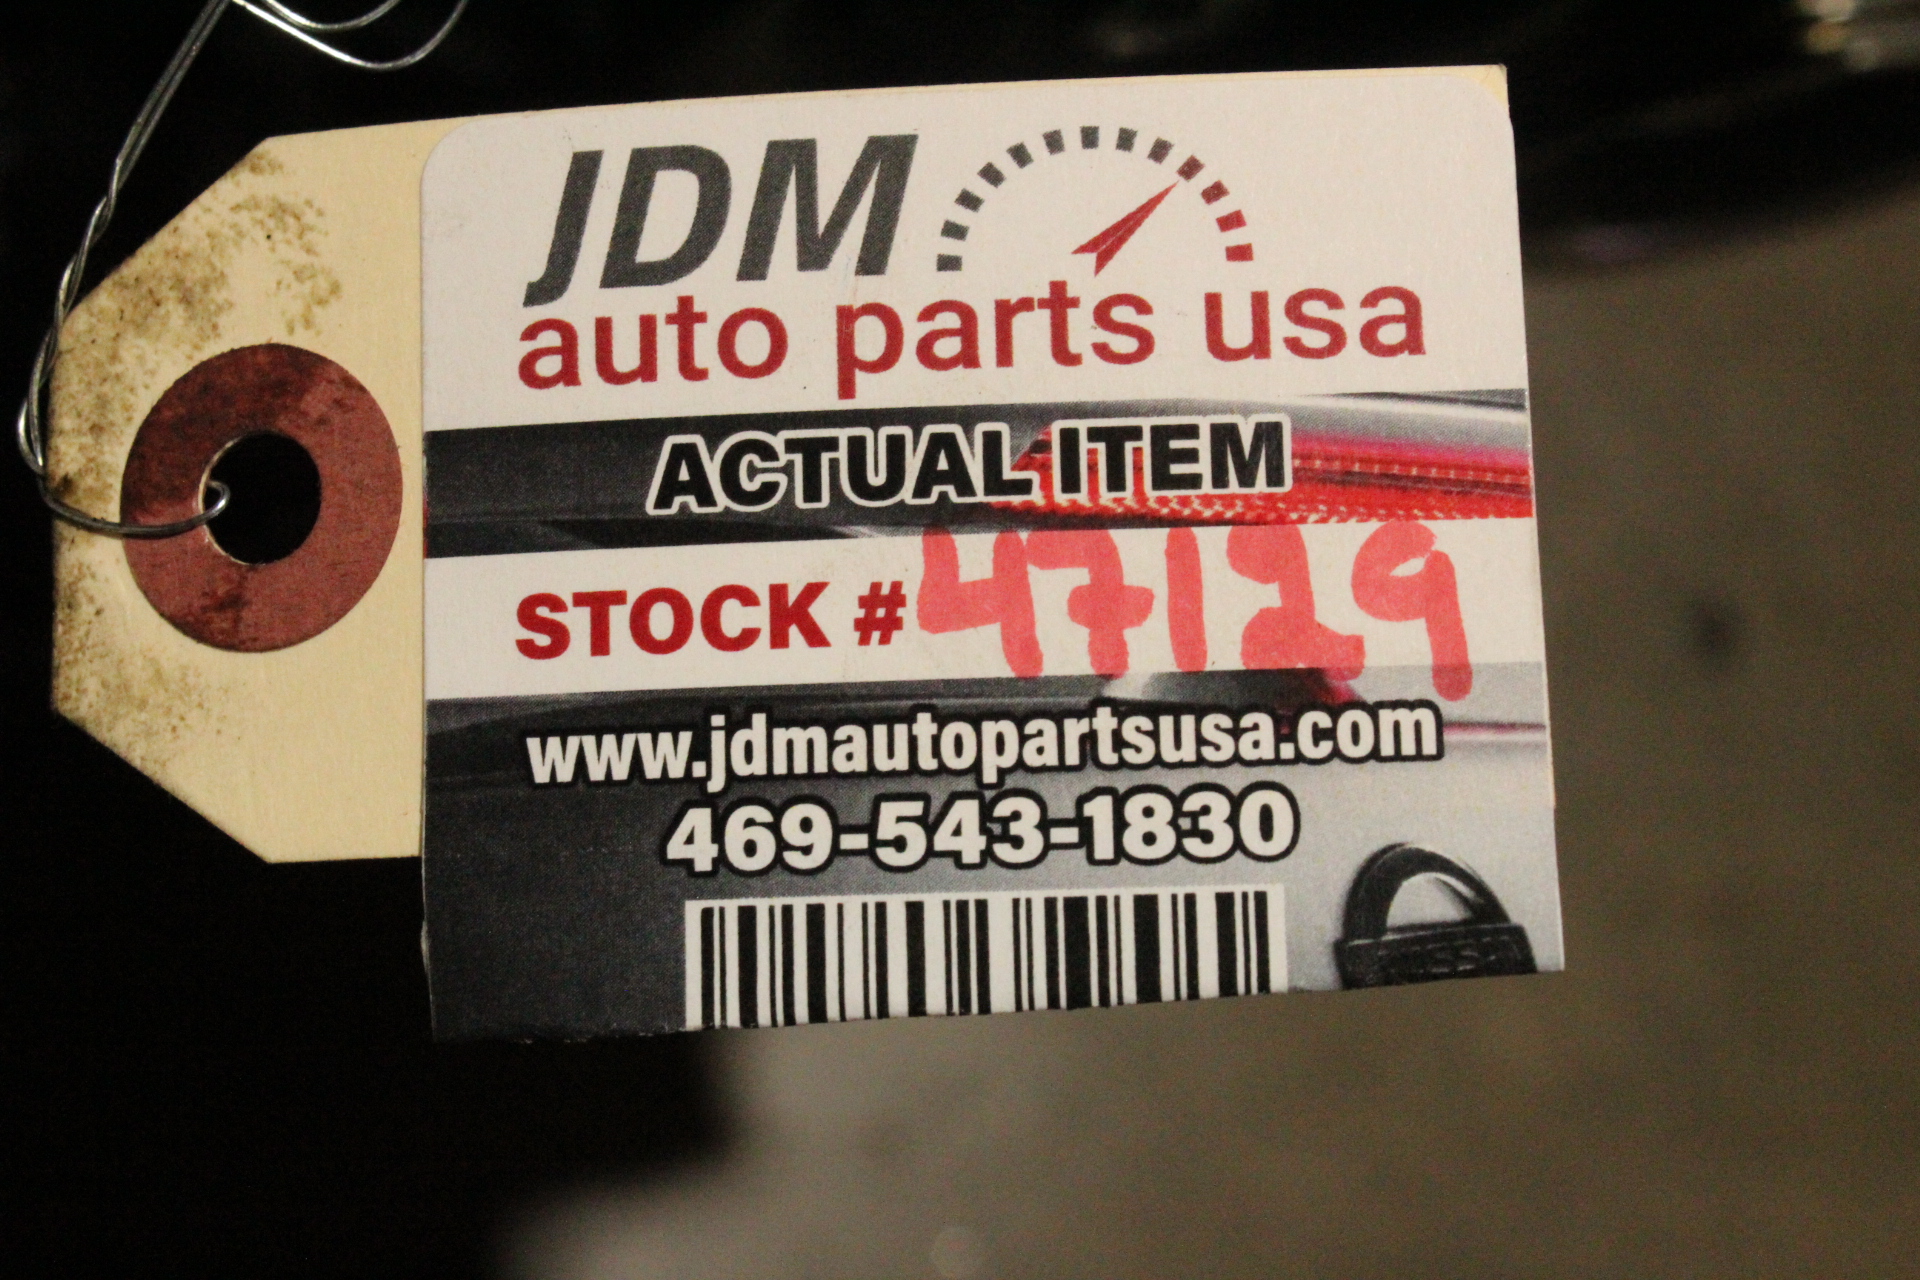 JDM
auto parts usa
ACTUAL ITEM
STOCK # 47129
www.jdmautopartsusa.com
469-543-1830